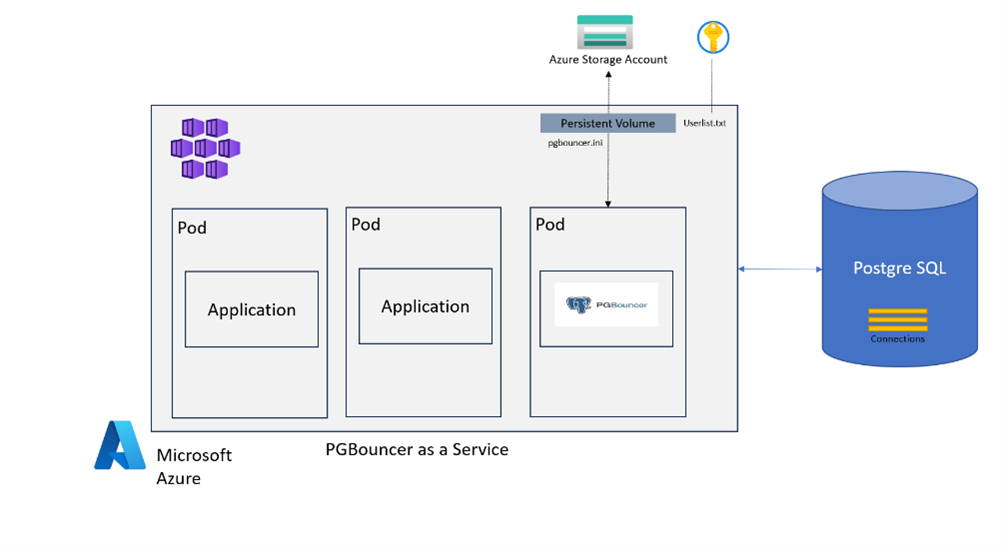 Azure Storage Account
Persistent Volume
Userlist.txt
pgbouncer.ini
Pod
Pod
Pod
Application
Application
PGBouncer
Postgre SQL
Connections
Microsoft
Azure
PGBouncer as a Service